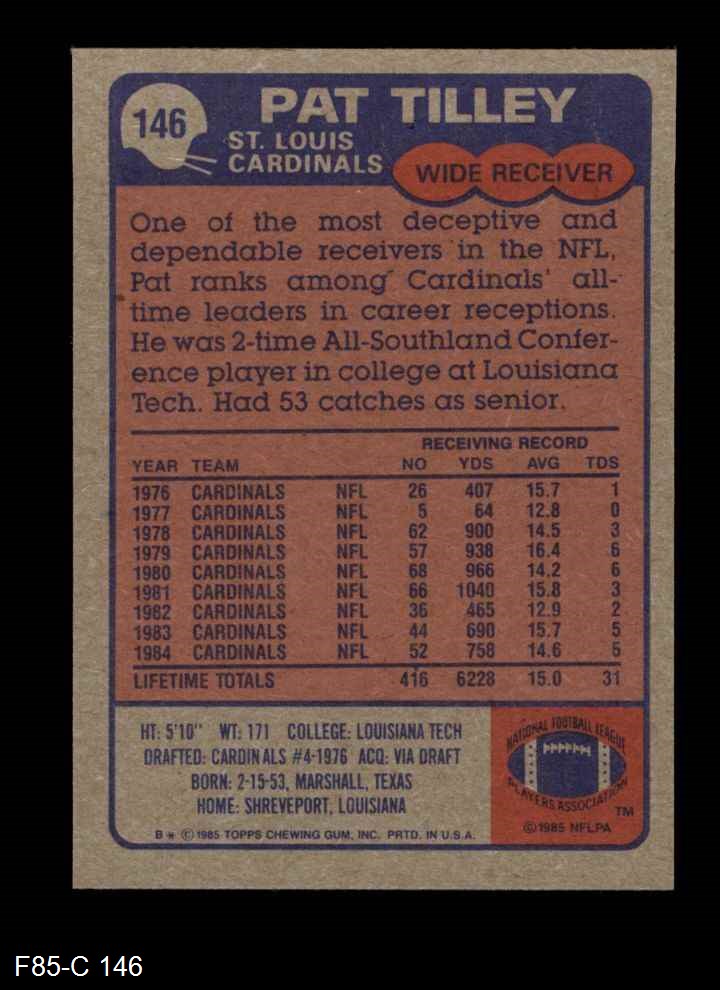 146
PAT TILLEY
ST. LOUIS
CARDINALS
WIDE RECEIVER
One of the most deceptive and
dependable receivers in the NFL,
Pat ranks among Cardinals' all-
time leaders in career receptions.
He was 2-time All-Southland Confer-
ence player in college at Louisiana
Tech. Had 53 catches as senior.
RECEIVING RECORD
YEAR TEAM NO YDS AVG TDS
1976 CARDINALS NFL 26 407 15.7 1
1977 CARDINALS NFL 5 64 12.8 0
1978 CARDINALS NFL 62 900 14.5 3
1979 CARDINALS NFL 57 938 16.4 6
1980 CARDINALS NFL 68 966 14.2 6
1981 CARDINALS NFL 66 1040 15.8 3
1982 CARDINALS NFL 36 465 12.9 2
1983 CARDINALS NFL 44 690 15.7 5
1984 CARDINALS NFL 52 758 14.6 5
LIFETIME TOTALS 416 6228 15.0 31
HT: 5'10" WT: 171 COLLEGE: LOUISIANA TECH
DRAFTED: CARDINALS #4-1976 ACQ: VIA DRAFT
BORN: 2-15-53, MARSHALL, TEXAS
HOME: SHREVEPORT, LOUISIANA
B * © 1985 TOPPS CHEWING GUM, INC. PRTD. IN U.S.A.
NATIONAL FOOTBALL LEAGUE
PLAYERS ASSOCIATION
TM
© 1985 NFLPA
F85-C 146